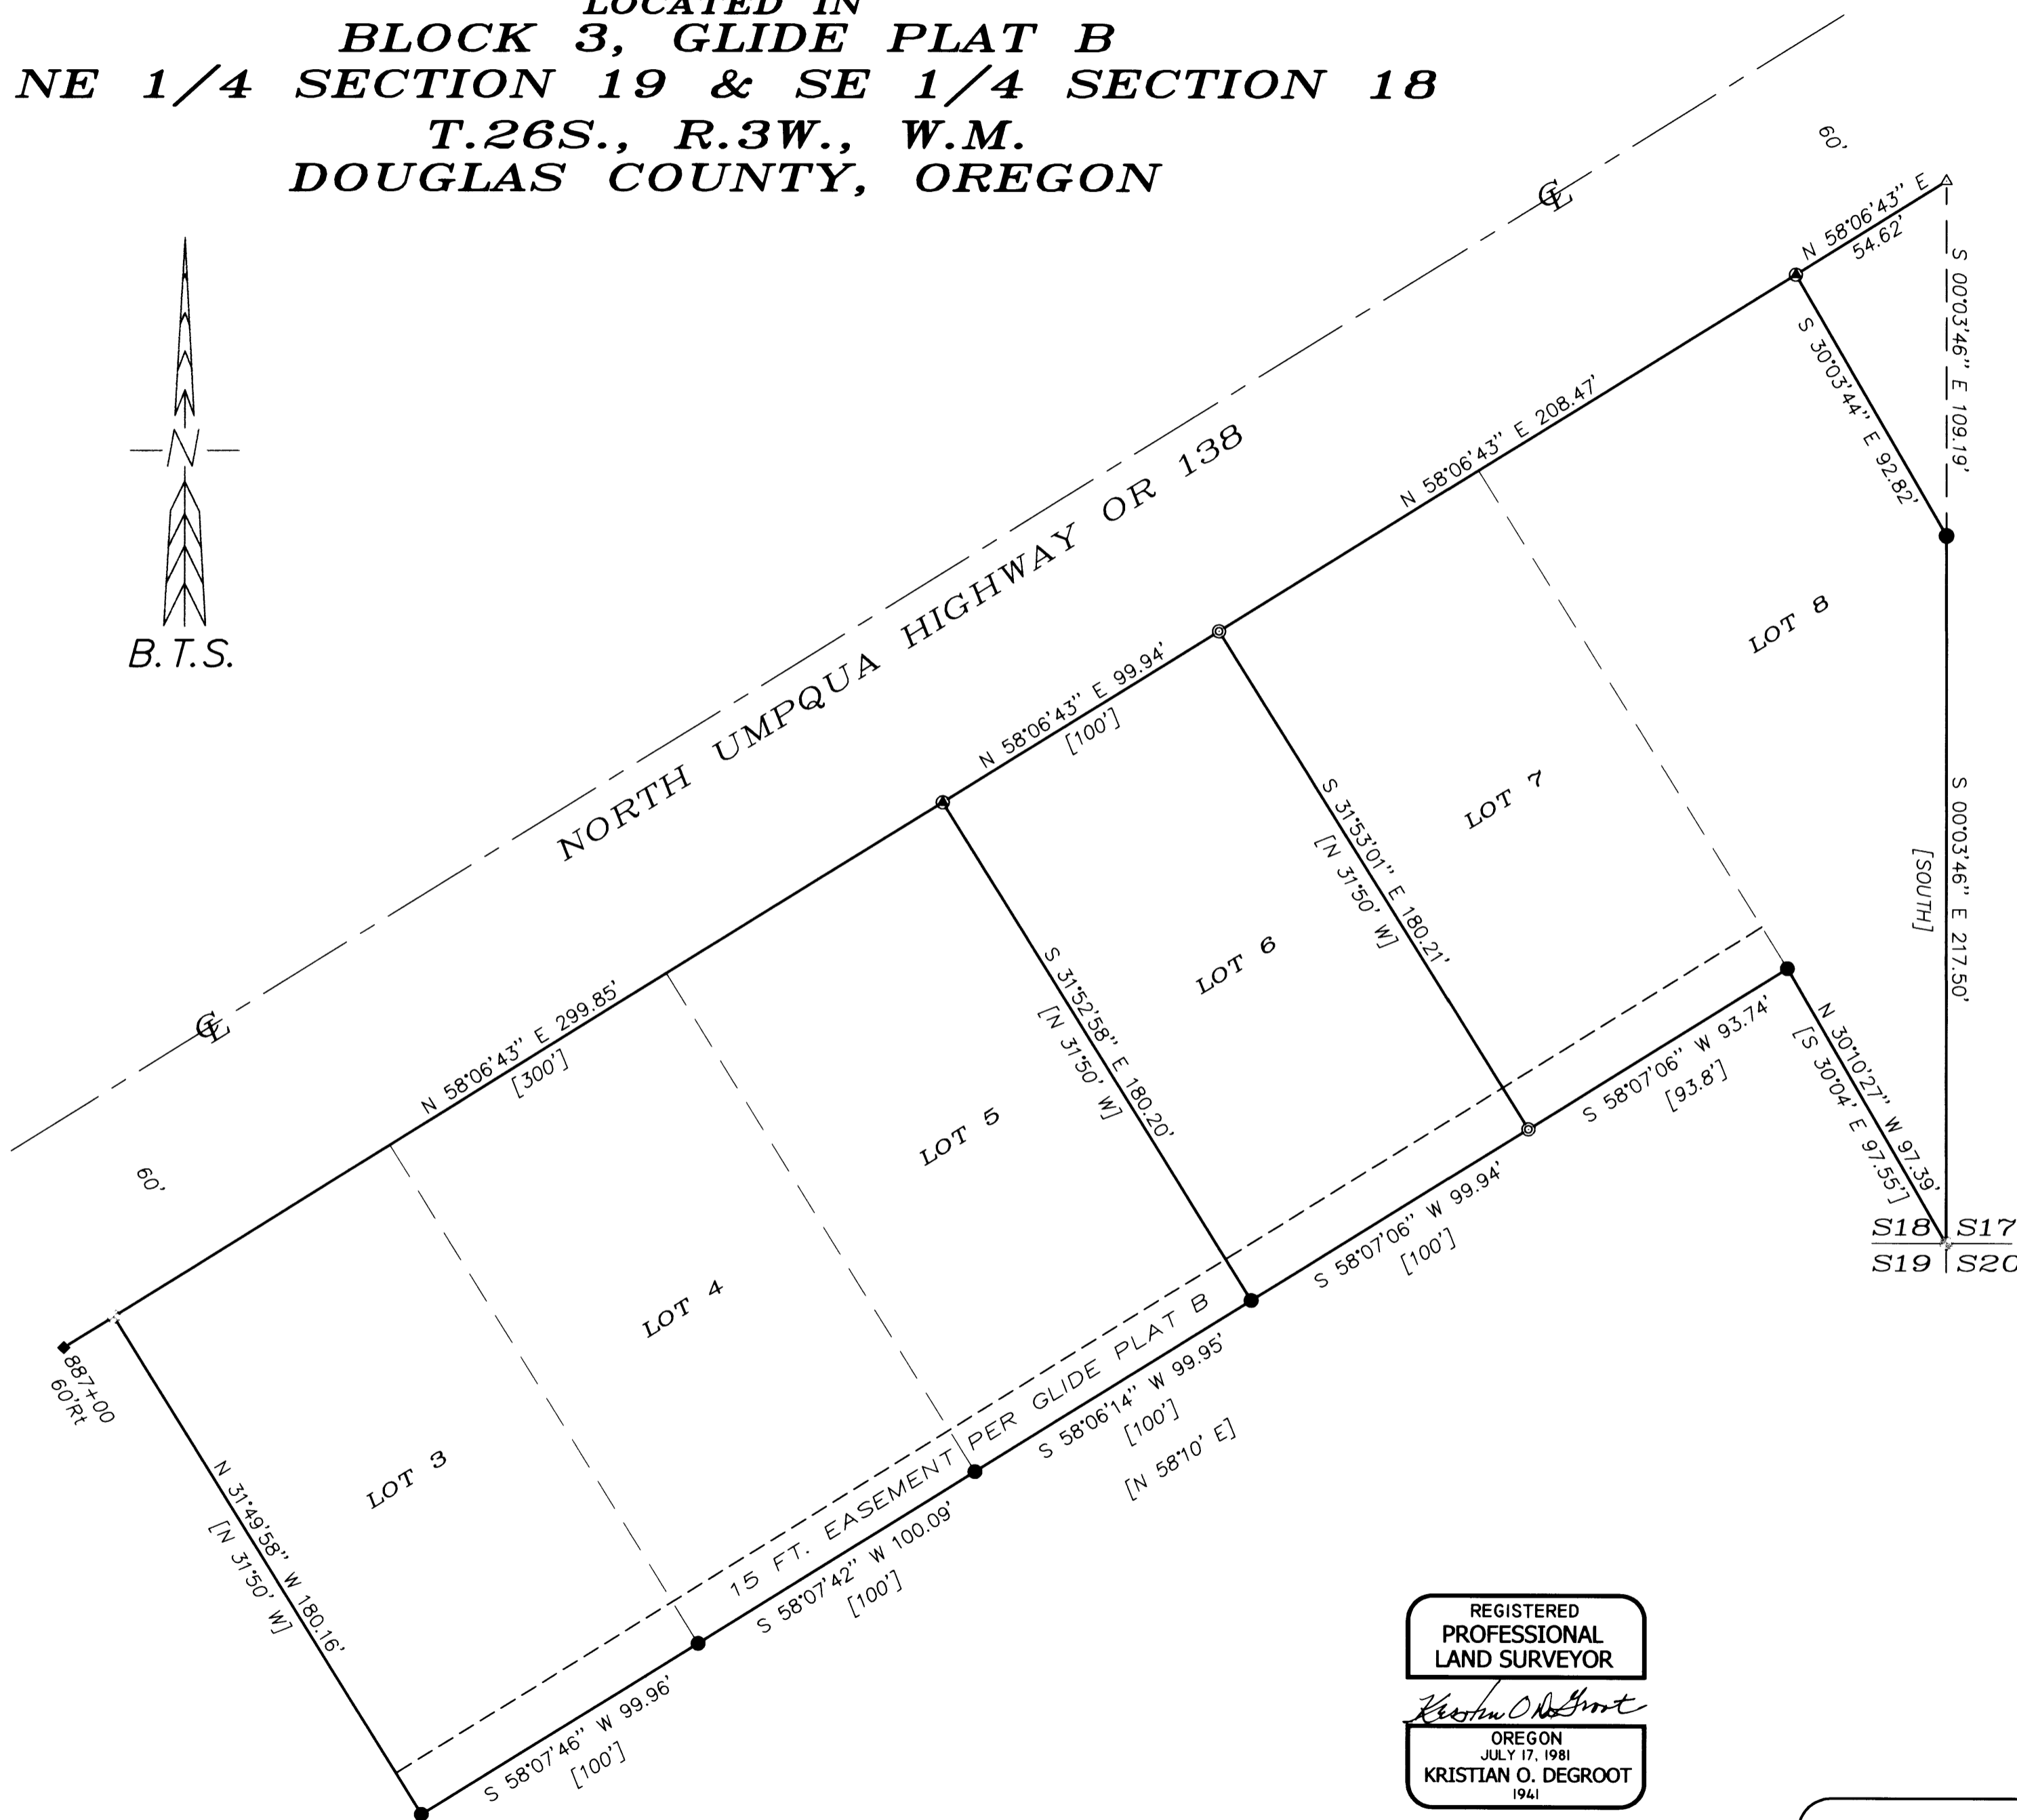 LOCATED IN
BLOCK 3, GLIDE PLAT B
NE 1/4 SECTION 19 & SE 1/4 SECTION 18
T.26S., R.3W., W.M.
DOUGLAS COUNTY, OREGON
N
B.T.S.
60'
℄
N 58°06'43" E
54.62'
S 00°03'46" E 109.19'
S 30°03'44" E 92.82'
N 58°06'43" E 208.47'
NORTH UMPQUA HIGHWAY OR 138
LOT 8
N 58°06'43" E 99.94'
[100']
LOT 7
S 31°53'01" E 180.21'
[N 31°50' W]
S 00°03'46" E 217.50'
[SOUTH]
LOT 6
S 31°52'58" E 180.20'
[N 31°50' W]
℄
N 58°06'43" E 299.85'
[300']
S 58°07'06" W 93.74'
[93.8']
N 30°10'27" W 97.39'
[S 30°04' E 97.55']
LOT 5
60'
S 58°07'06" W 99.94'
[100']
S18 S17
S19 S20
LOT 4
887+00
60'Rt
15 FT. EASEMENT PER GLIDE PLAT B
S 58°06'14" W 99.95'
[100']
[N 58°10' E]
LOT 3
N 31°49'58" W 180.16'
[N 31°50' W]
S 58°07'42" W 100.09'
[100']
S 58°07'46" W 99.96'
[100']
REGISTERED
PROFESSIONAL
LAND SURVEYOR
Kristian O DeGroot
OREGON
JULY 17, 1981
KRISTIAN O. DEGROOT
1941